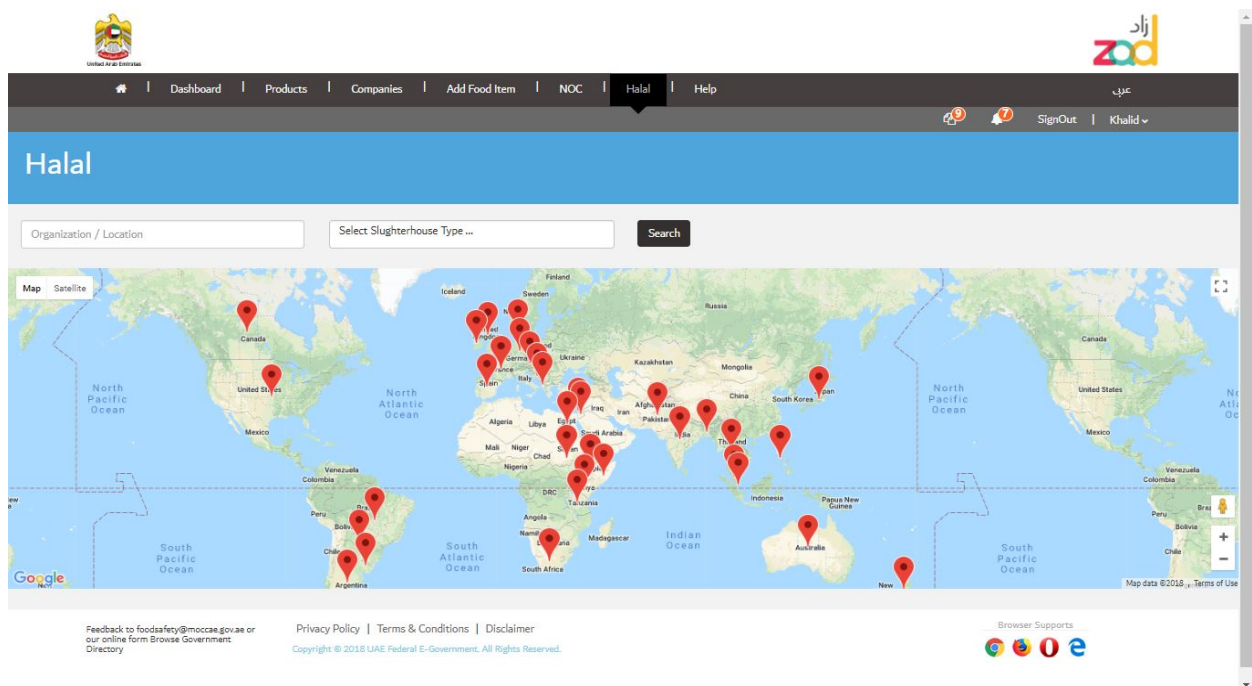 United Arab Emirates
زاد
zad
Dashboard | Products | Companies | Add Food Item | NOC | Halal | Help
عربي
9 7 SignOut | Khalid
Halal
Organization / Location
Select Slughterhouse Type ...
Search
Map Satellite
Iceland
Finland
Sweden
Russia
Canada
Canada
Ukraine
Kazakhstan
Mongolia
North Pacific Ocean
United States
North Atlantic Ocean
Spain
Italy
Iraq
Iran
China
South Korea
North Pacific Ocean
United States
Algeria
Libya
Egypt
Pakistan
Mexico
Mali
Niger
Chad
Saudi Arabia
India
Thailand
Mexico
Venezuela
Colombia
Nigeria
DRC
Tanzania
Indonesia
Papua New Guinea
Venezuela
Colombia
Peru
Angola
Peru
Bolivia
South Pacific Ocean
Chile
South Atlantic Ocean
Madagascar
Indian Ocean
Australia
South Pacific Ocean
Chile
South Africa
Argentina
New
Google
Map data ©2018
Terms of Use
Feedback to foodsafety@moccae.gov.ae or
our online form Browse Government
Directory
Privacy Policy | Terms & Conditions | Disclaimer
Copyright © 2018 UAE Federal E-Government. All Rights Reserved.
Browser Supports